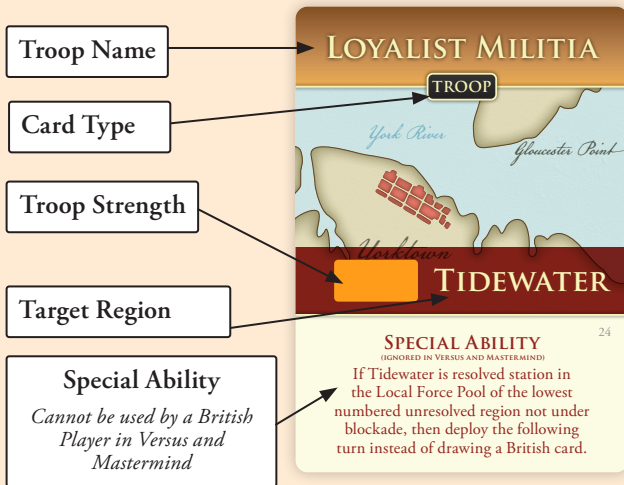 Troop Name
Card Type
Troop Strength
Target Region
Special Ability
Cannot be used by a British
Player in Versus and
Mastermind
LOYALIST MILITIA
TROOP
York River
Gloucester Point
Yorktown
TIDEWATER
24
SPECIAL ABILITY
(IGNORED IN VERSUS AND MASTERMIND)
If Tidewater is resolved station in
the Local Force Pool of the lowest
numbered unresolved region not under
blockade, then deploy the following
turn instead of drawing a British card.